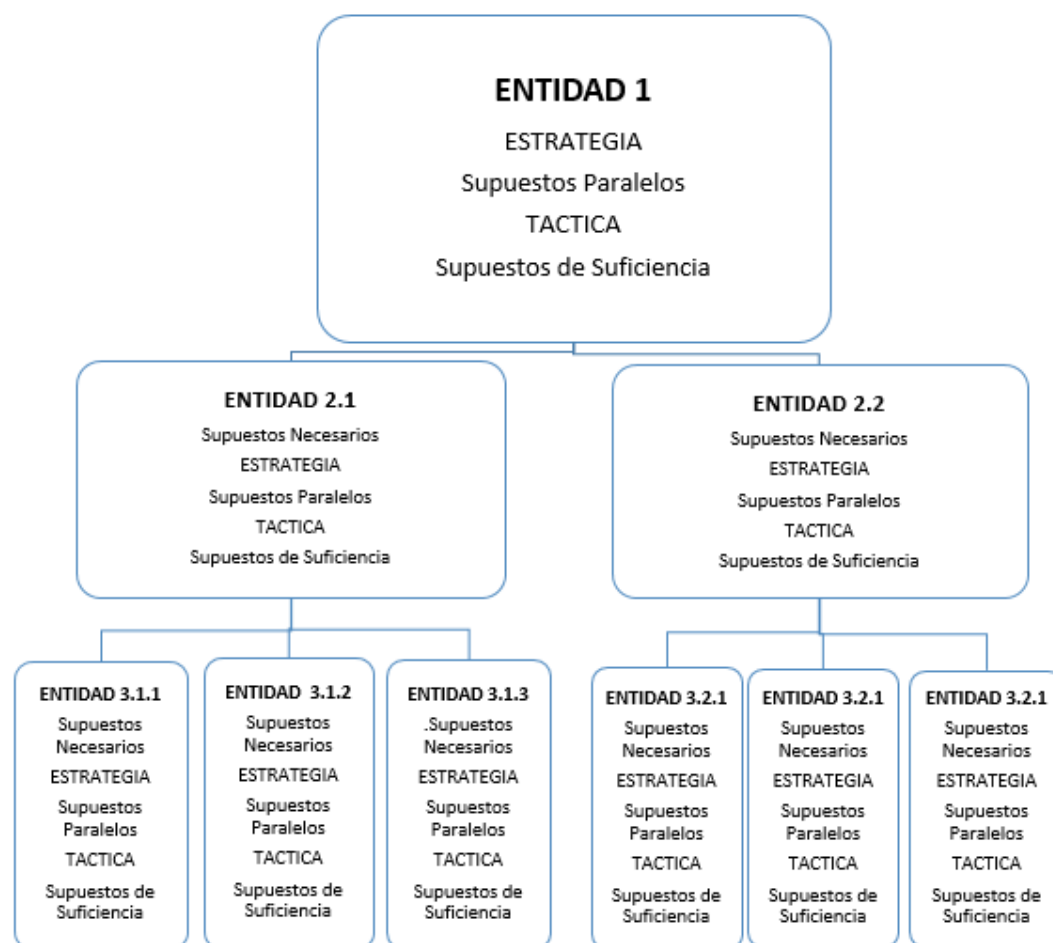 ENTIDAD 1
ESTRATEGIA
Supuestos Paralelos
TACTICA
Supuestos de Suficiencia
ENTIDAD 2.1
Supuestos Necesarios
ESTRATEGIA
Supuestos Paralelos
TACTICA
Supuestos de Suficiencia
ENTIDAD 2.2
Supuestos Necesarios
ESTRATEGIA
Supuestos Paralelos
TACTICA
Supuestos de Suficiencia
ENTIDAD 3.1.1
Supuestos
Necesarios
ESTRATEGIA
Supuestos
Paralelos
TACTICA
Supuestos de
Suficiencia
ENTIDAD 3.1.2
Supuestos
Necesarios
ESTRATEGIA
Supuestos
Paralelos
TACTICA
Supuestos de
Suficiencia
ENTIDAD 3.1.3
.Supuestos
Necesarios
ESTRATEGIA
Supuestos
Paralelos
TACTICA
Supuestos de
Suficiencia
ENTIDAD 3.2.1
Supuestos
Necesarios
ESTRATEGIA
Supuestos
Paralelos
TACTICA
Supuestos de
Suficiencia
ENTIDAD 3.2.1
Supuestos
Necesarios
ESTRATEGIA
Supuestos
Paralelos
TACTICA
Supuestos de
Suficiencia
ENTIDAD 3.2.1
Supuestos
Necesarios
ESTRATEGIA
Supuestos
Paralelos
TACTICA
Supuestos de
Suficiencia